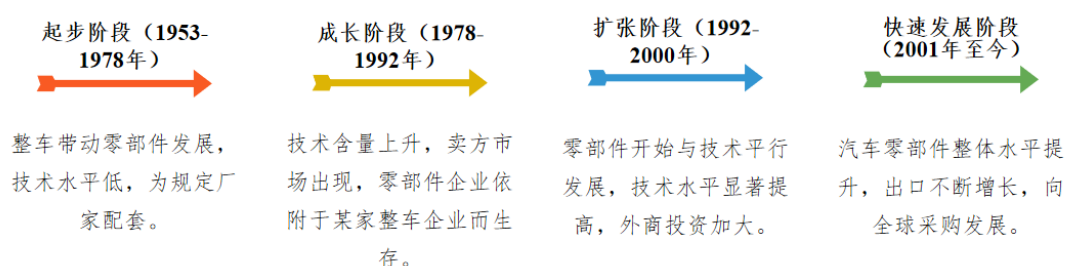 起步阶段（1953-
1978年）
整车带动零部件发展，
技术水平低，为规定厂
家配套。
成长阶段（1978-
1992年）
技术含量上升，卖方市
场出现，零部件企业依
附于某家整车企业而生
存。
扩张阶段（1992-
2000年）
零部件开始与技术平行
发展，技术水平显著提
高，外商投资加大。
快速发展阶段
（2001年至今）
汽车零部件整体水平提
升，出口不断增长，向
全球采购发展。